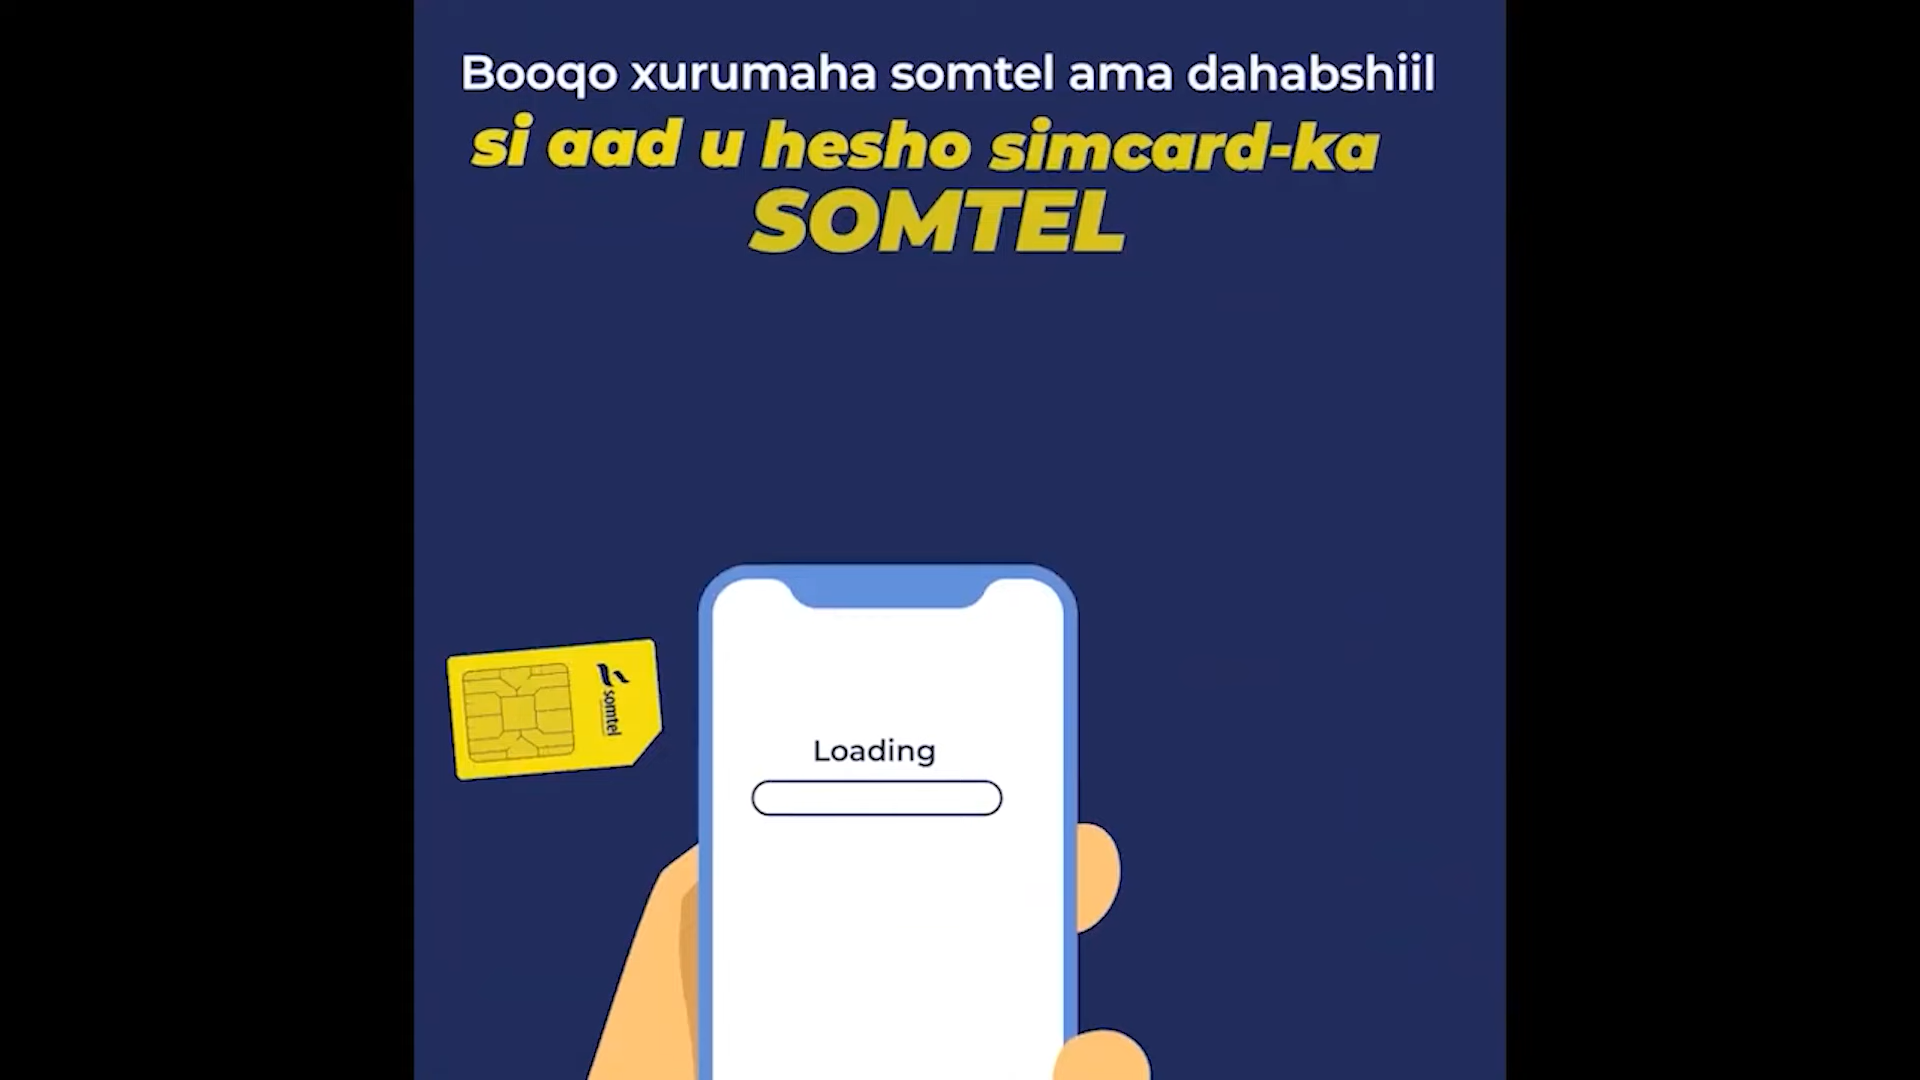 Booqo xurumaha somtel ama dahabshiil
si aad u hesho simcard-ka
SOMTEL
somtel
Loading